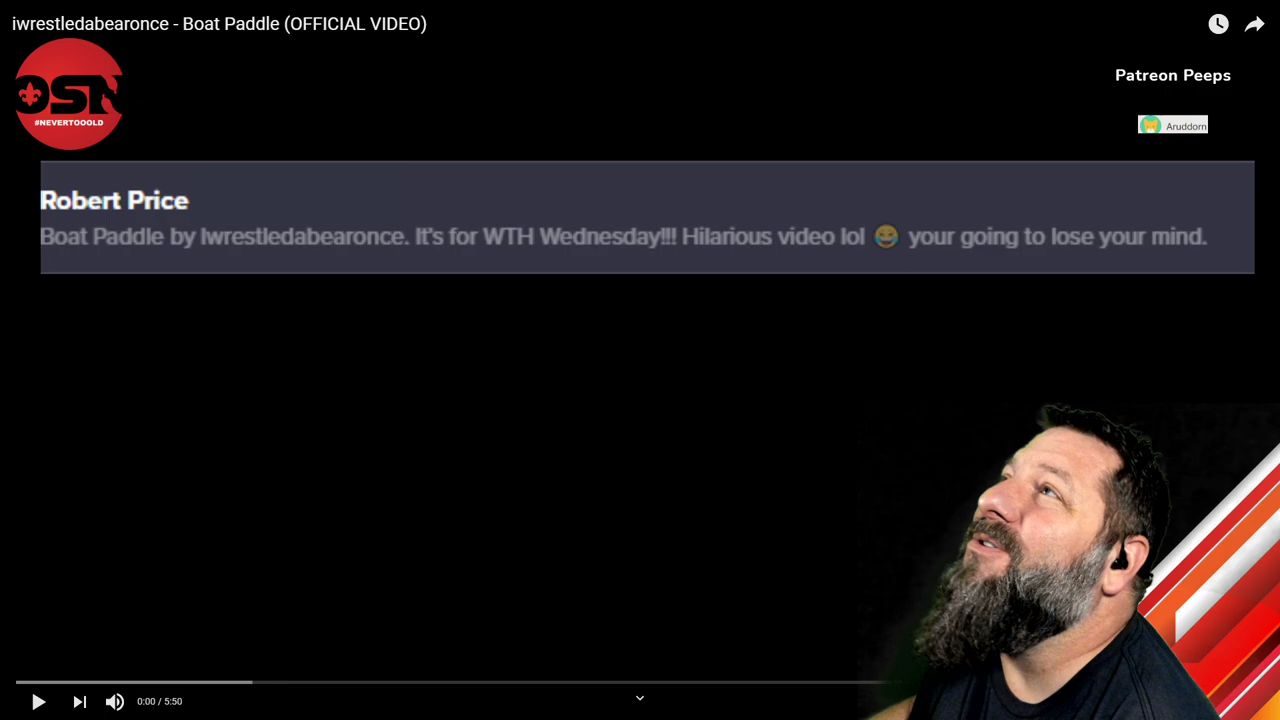 iwrestledabearonce - Boat Paddle (OFFICIAL VIDEO)
OSN
#NEVERTOOOLD
Patreon Peeps
Aruddorn
Robert Price
Boat Paddle by Iwrestledabearonce. It's for WTH Wednesday!!! Hilarious video lol 😂 your going to lose your mind.
0:00 / 5:50